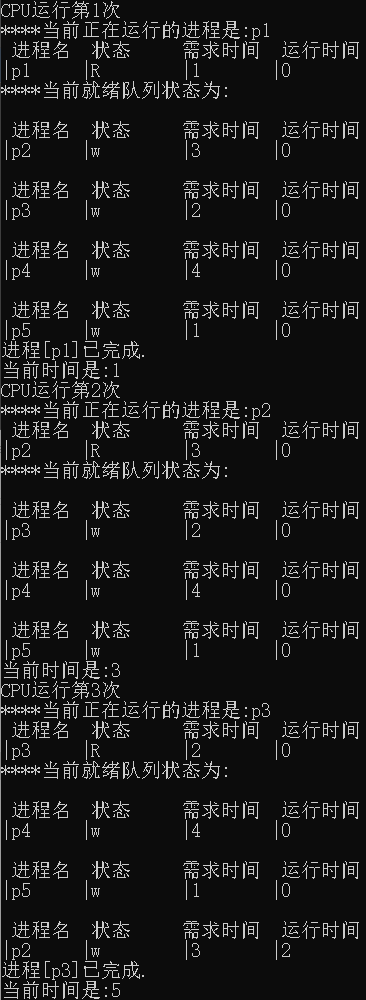 CPU运行第1次
****当前正在运行的进程是:p1
进程名 状态 需求时间 运行时间
|p1 |R |1 |0
****当前就绪队列状态为:
进程名 状态 需求时间 运行时间
|p2 |w |3 |0
进程名 状态 需求时间 运行时间
|p3 |w |2 |0
进程名 状态 需求时间 运行时间
|p4 |w |4 |0
进程名 状态 需求时间 运行时间
|p5 |w |1 |0
进程[p1]已完成.
当前时间是:1
CPU运行第2次
****当前正在运行的进程是:p2
进程名 状态 需求时间 运行时间
|p2 |R |3 |0
****当前就绪队列状态为:
进程名 状态 需求时间 运行时间
|p3 |w |2 |0
进程名 状态 需求时间 运行时间
|p4 |w |4 |0
进程名 状态 需求时间 运行时间
|p5 |w |1 |0
当前时间是:3
CPU运行第3次
****当前正在运行的进程是:p3
进程名 状态 需求时间 运行时间
|p3 |R |2 |0
****当前就绪队列状态为:
进程名 状态 需求时间 运行时间
|p4 |w |4 |0
进程名 状态 需求时间 运行时间
|p5 |w |1 |0
进程名 状态 需求时间 运行时间
|p2 |w |3 |2
进程[p3]已完成.
当前时间是:5